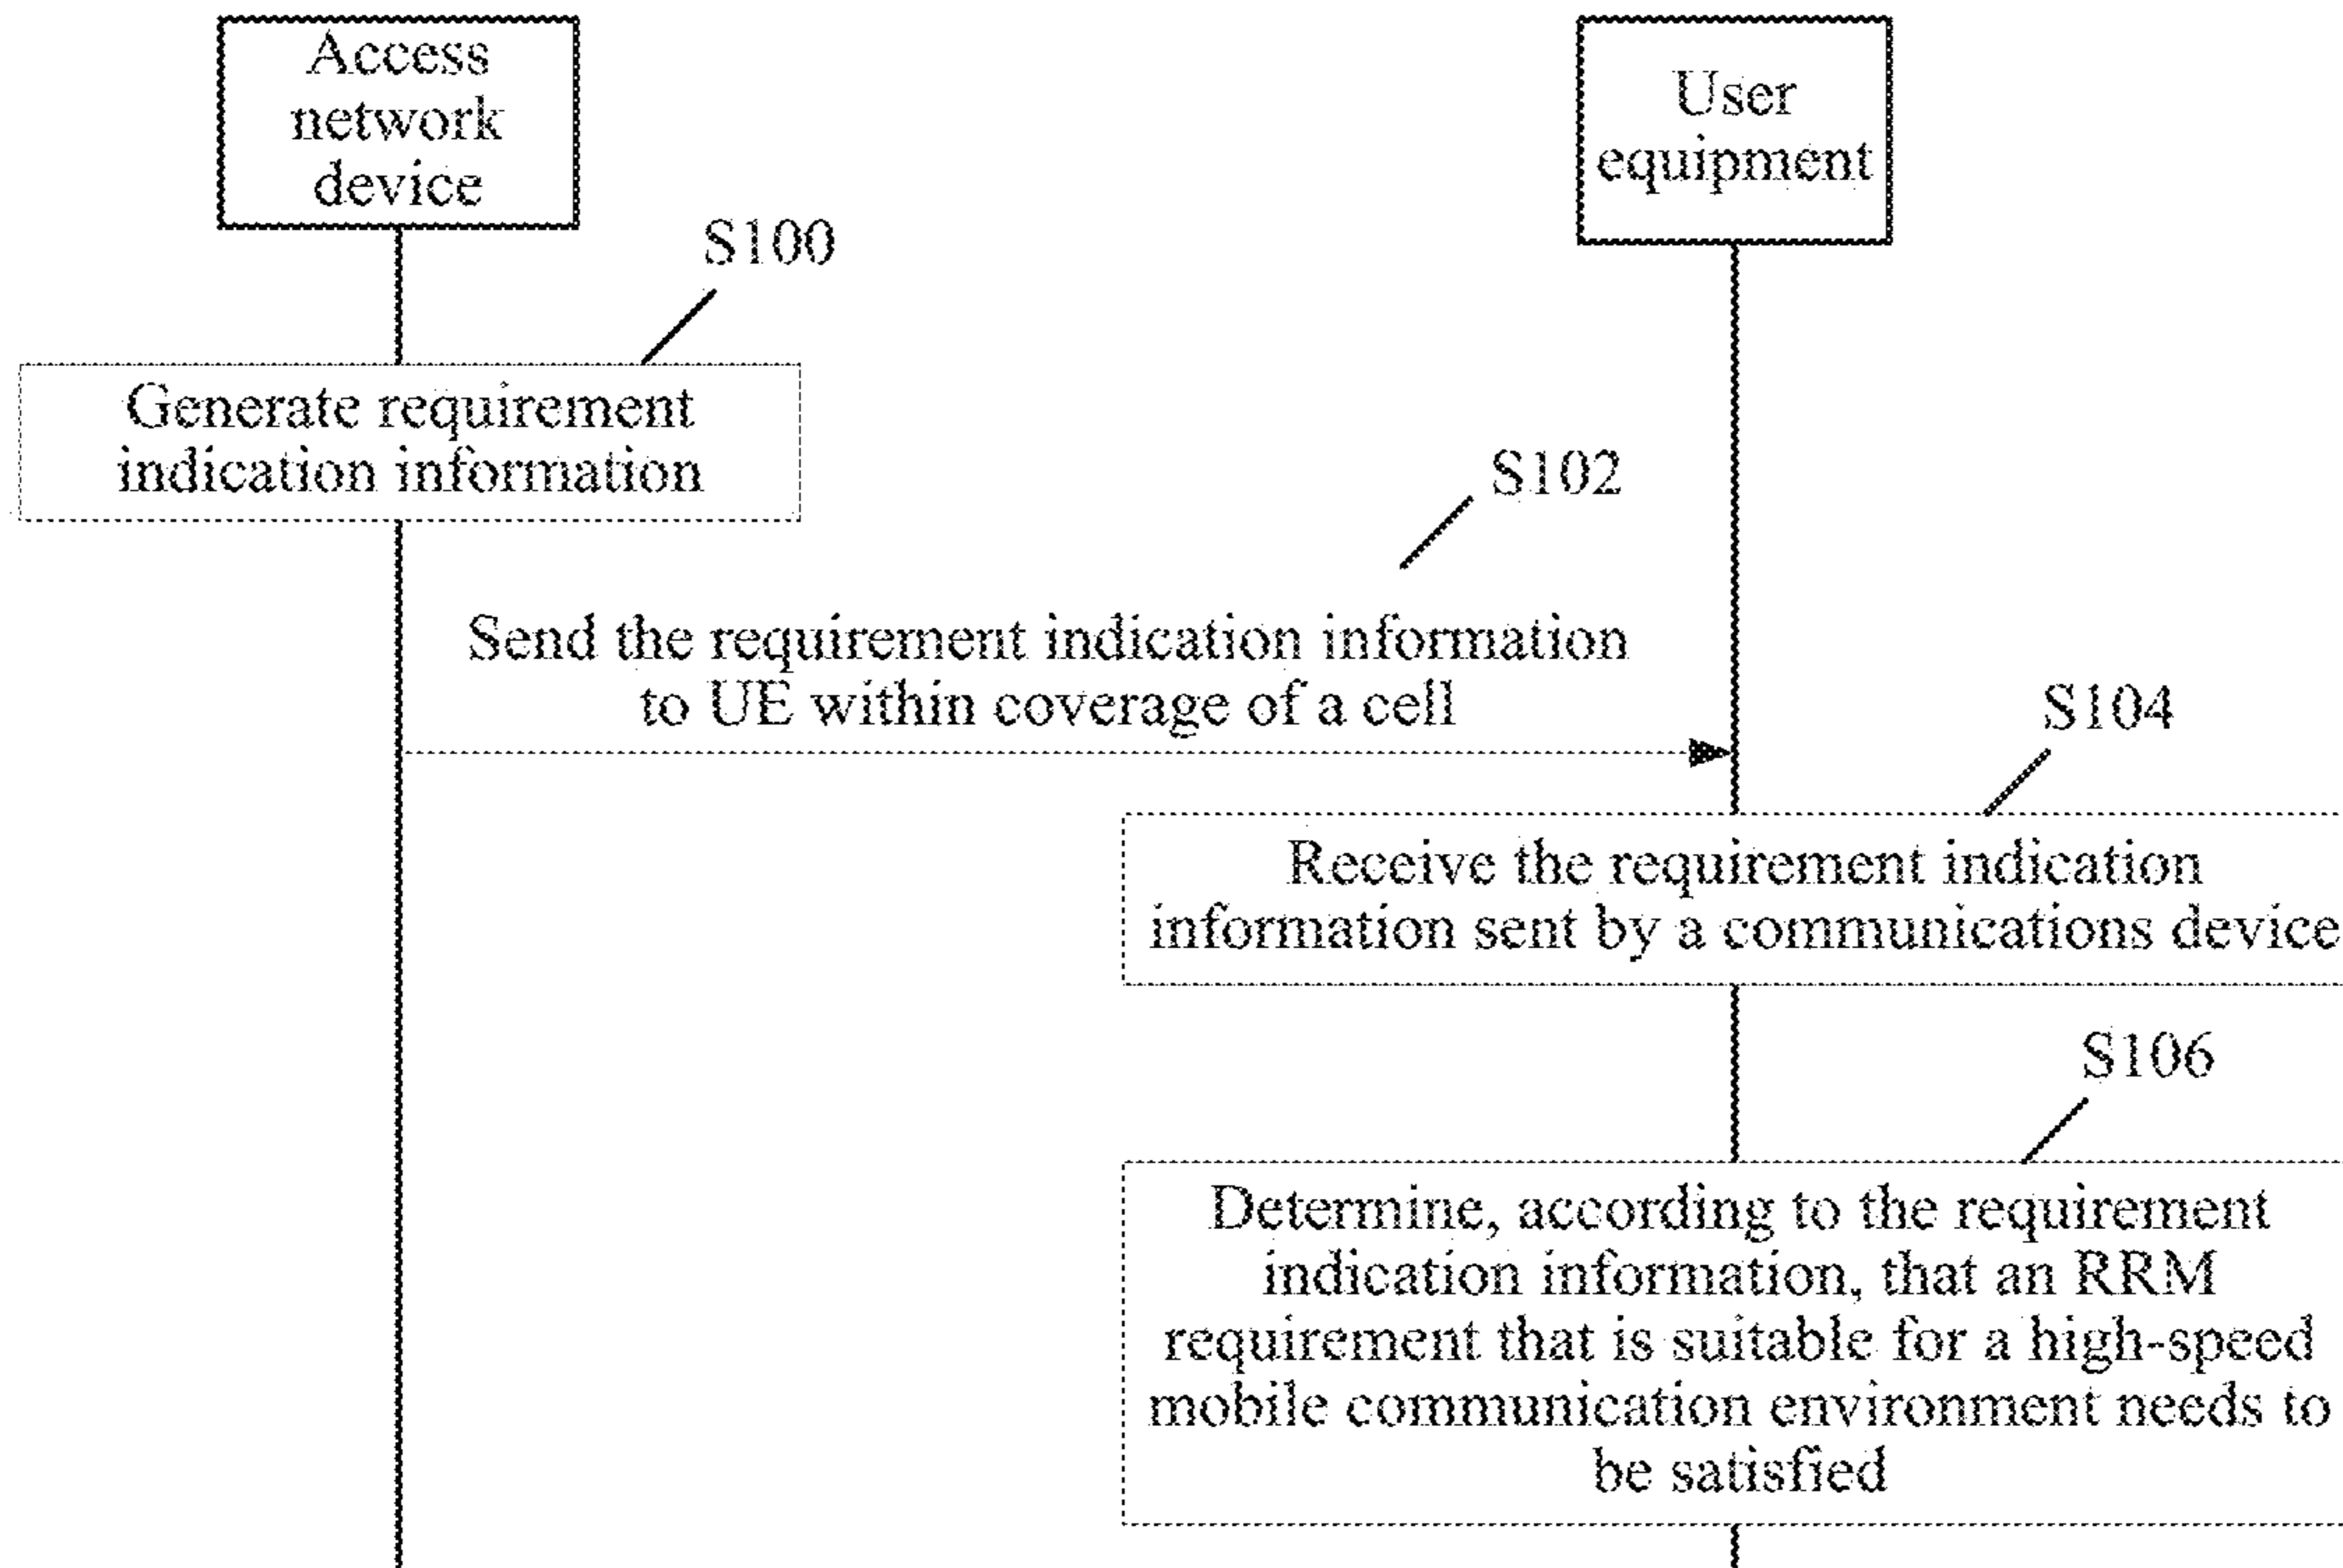 Access
network
device
User
equipment
S100
Generate requirement
indication information
S102
Send the requirement indication information
to UE within coverage of a cell
S104
Receive the requirement indication
information sent by a communications device
S106
Determine, according to the requirement
indication information, that an RRM
requirement that is suitable for a high-speed
mobile communication environment needs to
be satisfied